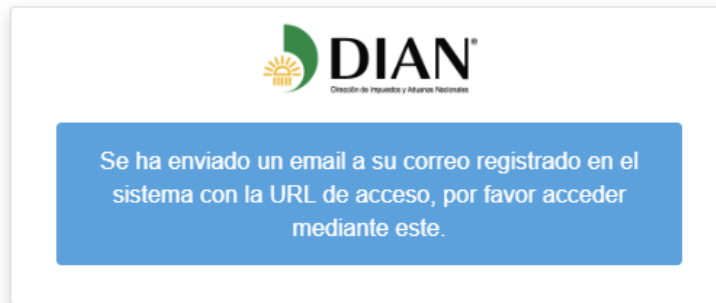 DIAN®
Dirección de Impuestos y Aduanas Nacionales
Se ha enviado un email a su correo registrado en el
sistema con la URL de acceso, por favor acceder
mediante este.